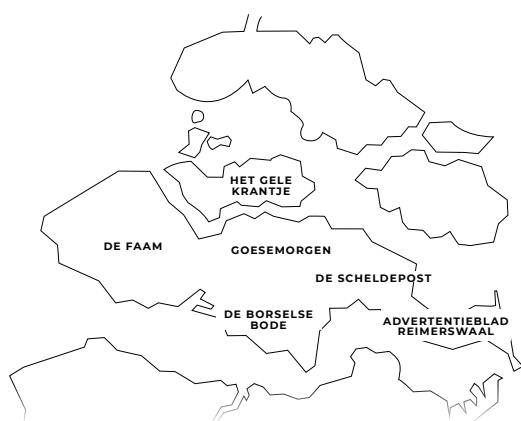 HET GELE
KRANTJE
DE FAAM
GOESEMORGEN
DE SCHELDEPOST
DE BORSELSE
BODE
ADVERTENTIEBLAD
REIMERSWAAL